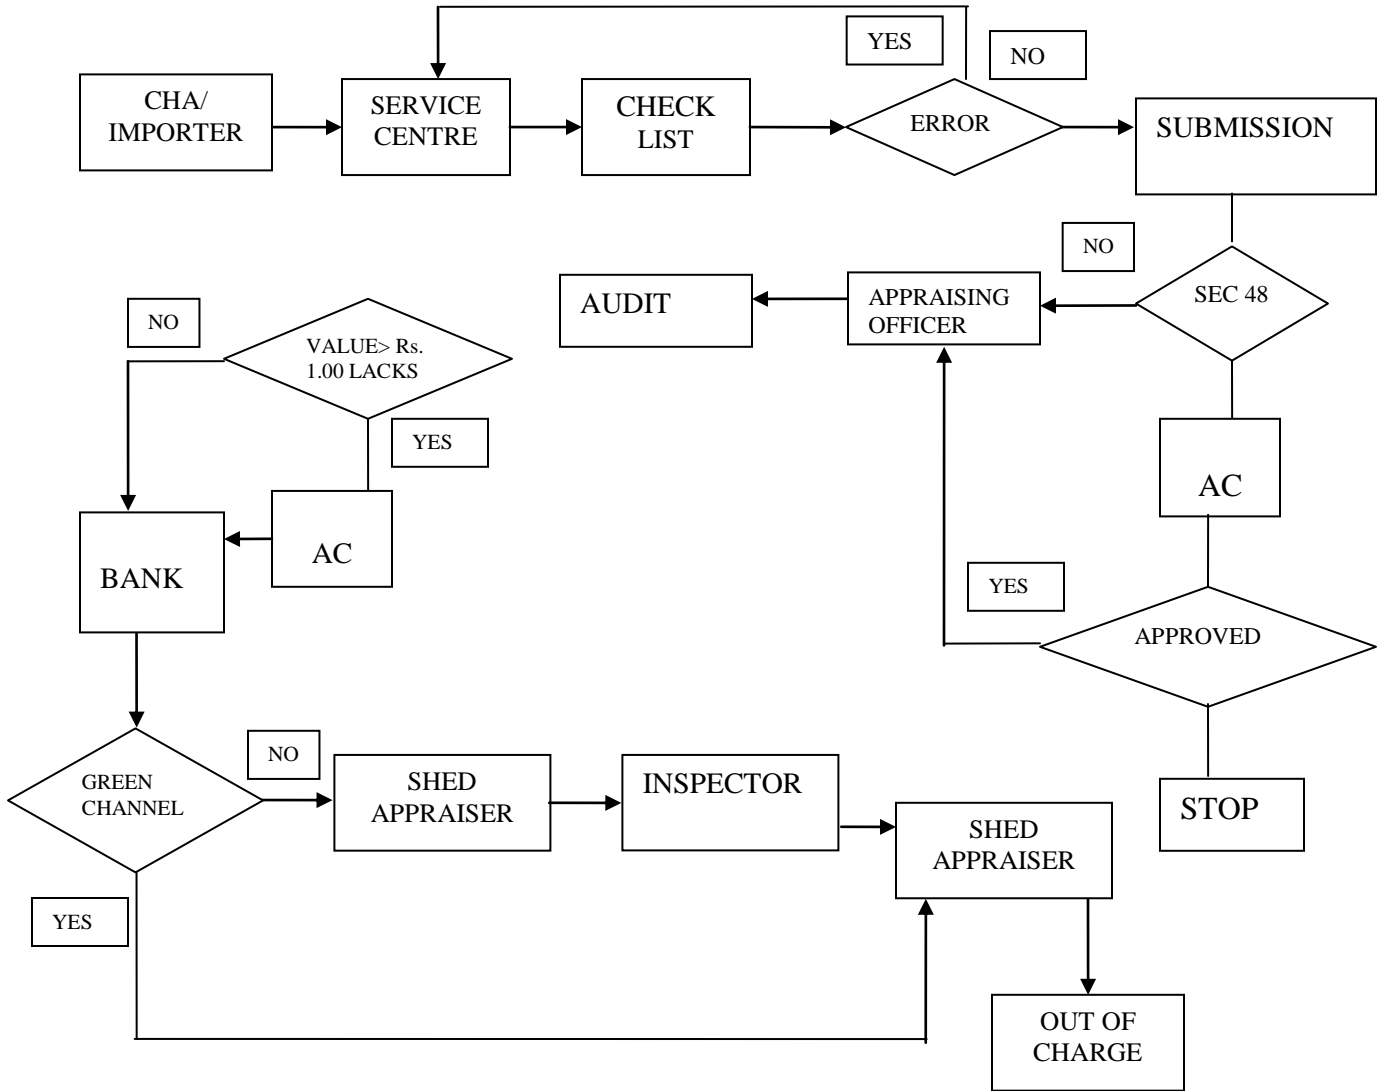 YES
NO
CHA/
IMPORTER
SERVICE
CENTRE
CHECK
LIST
ERROR
SUBMISSION
NO
SEC 48
APPRAISING
OFFICER
AUDIT
NO
VALUE> Rs.
1.00 LACKS
YES
AC
AC
BANK
YES
APPROVED
STOP
GREEN
CHANNEL
NO
SHED
APPRAISER
INSPECTOR
SHED
APPRAISER
YES
OUT OF
CHARGE